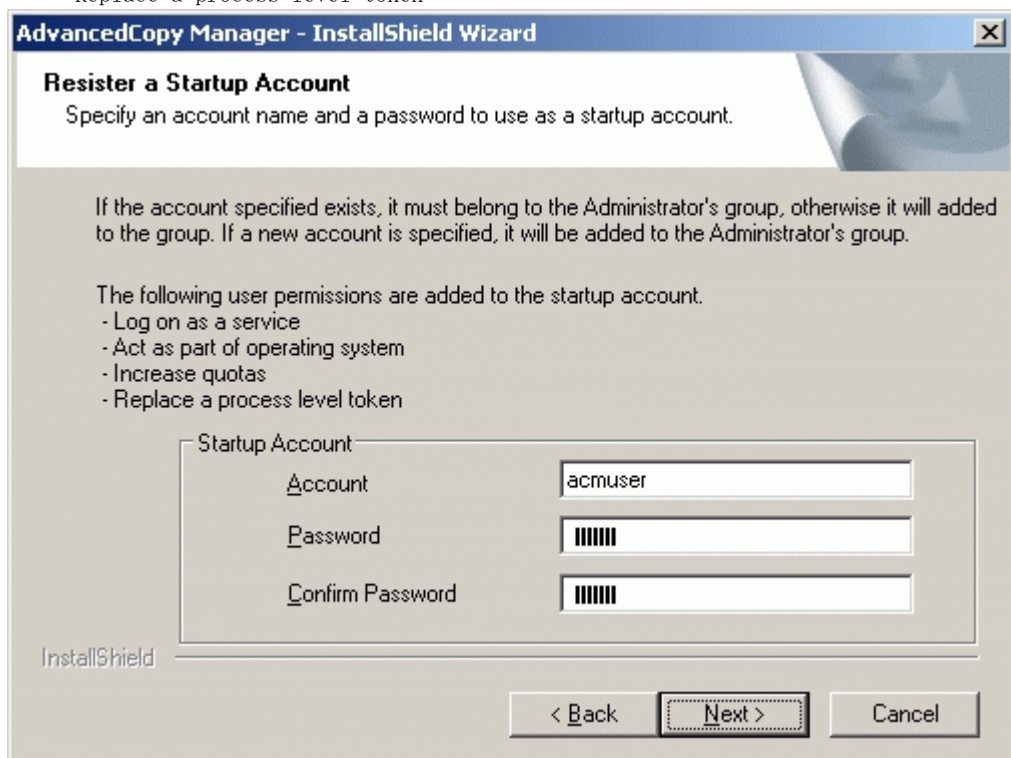 Replace a process level token
AdvancedCopy Manager - InstallShield Wizard
Resister a Startup Account
Specify an account name and a password to use as a startup account.
If the account specified exists, it must belong to the Administrator's group, otherwise it will added
to the group. If a new account is specified, it will be added to the Administrator's group.
The following user permissions are added to the startup account.
- Log on as a service
- Act as part of operating system
- Increase quotas
- Replace a process level token
Startup Account
Account acmuser
Password
Confirm Password
InstallShield
< Back Next > Cancel